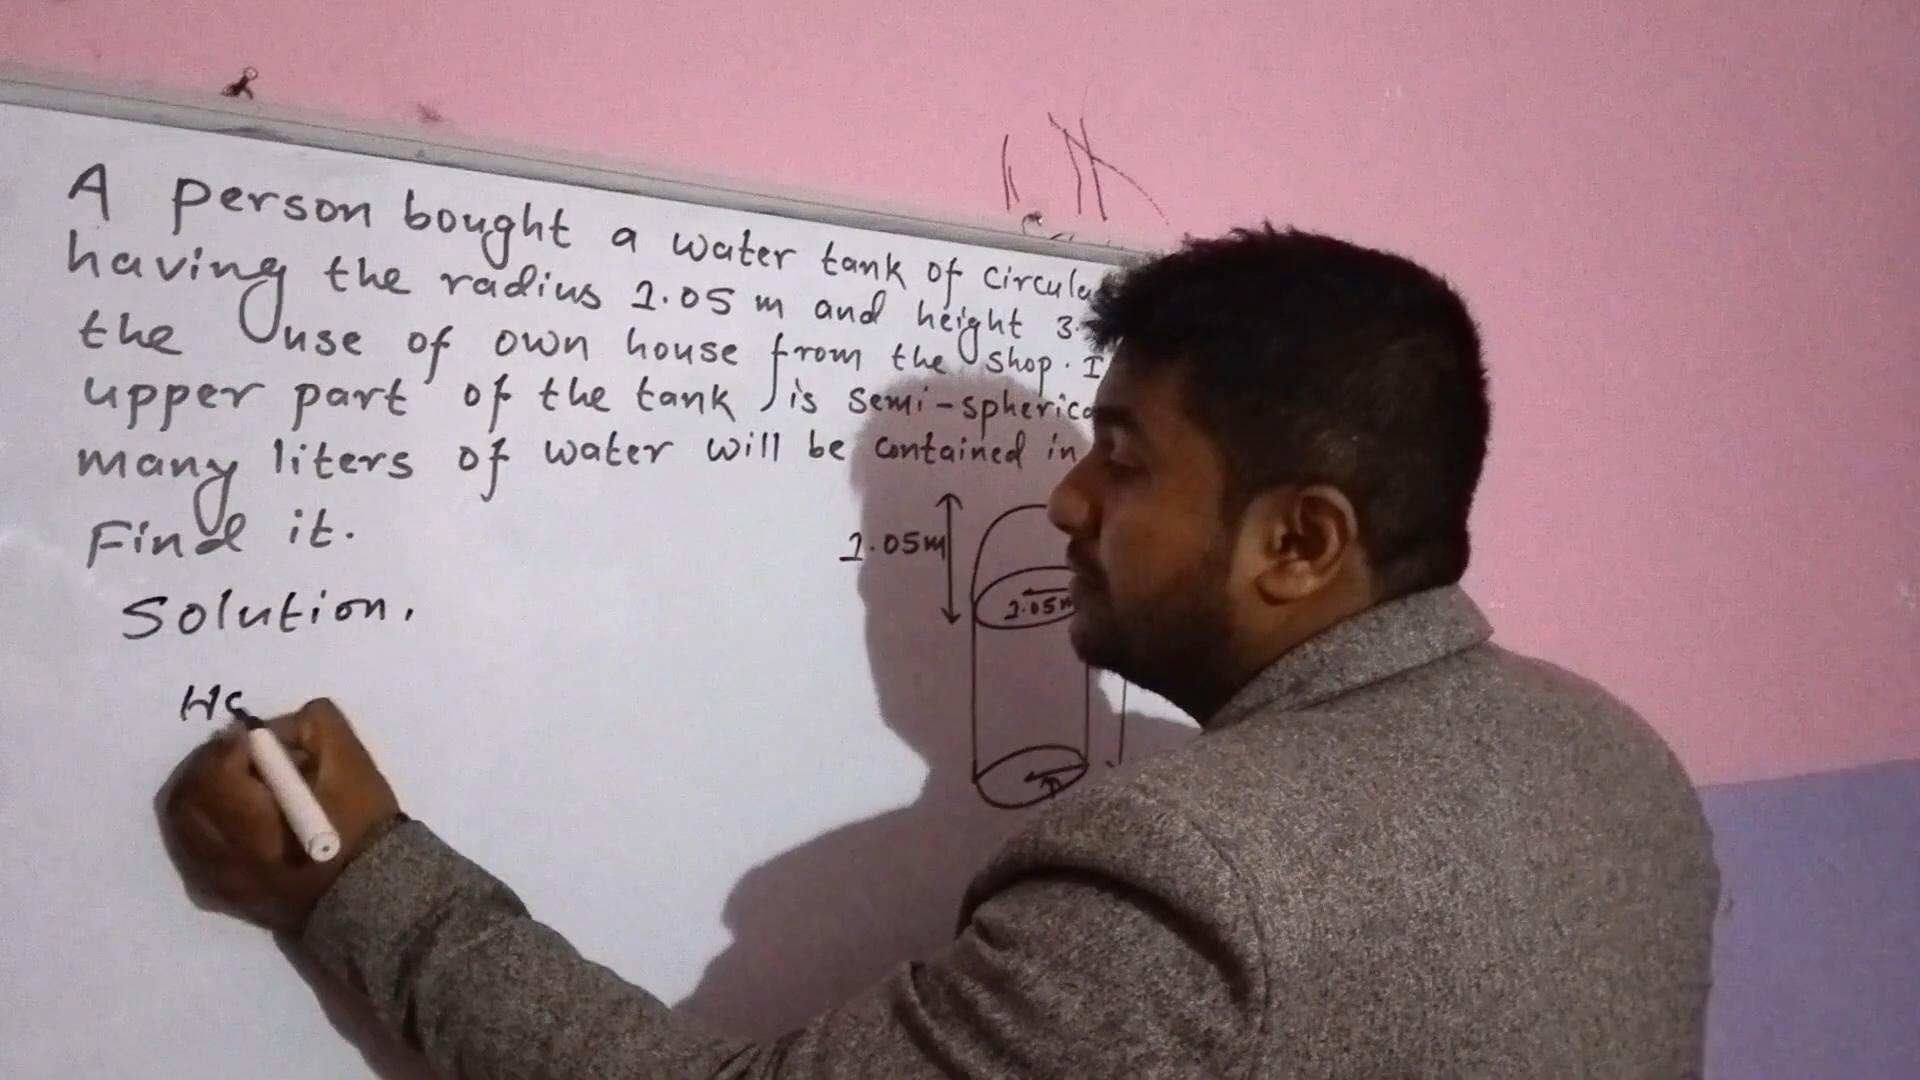 A person bought a water tank of circula
having the radius 1.05 m and height 3.
the use of own house from the shop. I
upper part of the tank is semi-spherica
many liters of water will be contained in
Find it.
1.05m
1.05m
Solution.